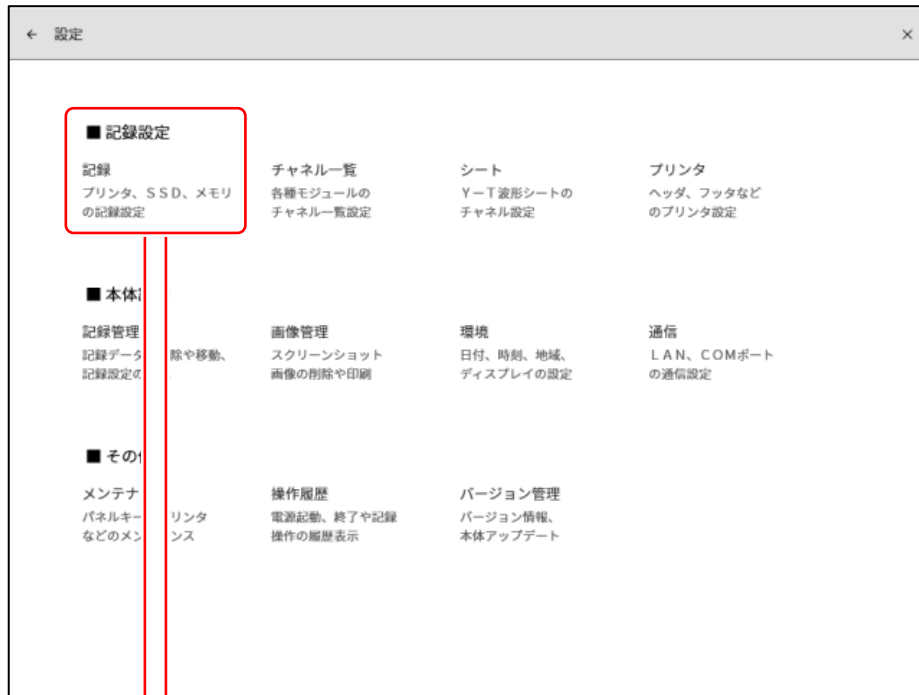 ← 設定 ×
■ 記録設定
記録 チャネル一覧 シート プリンタ
プリンタ、ＳＳＤ、メモリ 各種モジュールの Ｙ－Ｔ波形シートの ヘッダ、フッタなど
の記録設定 チャネル一覧設定 チャネル設定 のプリンタ設定
■ 本体
記録管理 画像管理 環境 通信
記録データ 除や移動、 スクリーンショット 日付、時刻、地域、 ＬＡＮ、ＣＯＭポート
記録設定の 画像の削除や印刷 ディスプレイの設定 の通信設定
■ その
メンテナ 操作履歴 バージョン管理
パネルキー リンタ 電源起動、終了や記録 バージョン情報、
などのメン ンス 操作の履歴表示 本体アップデート